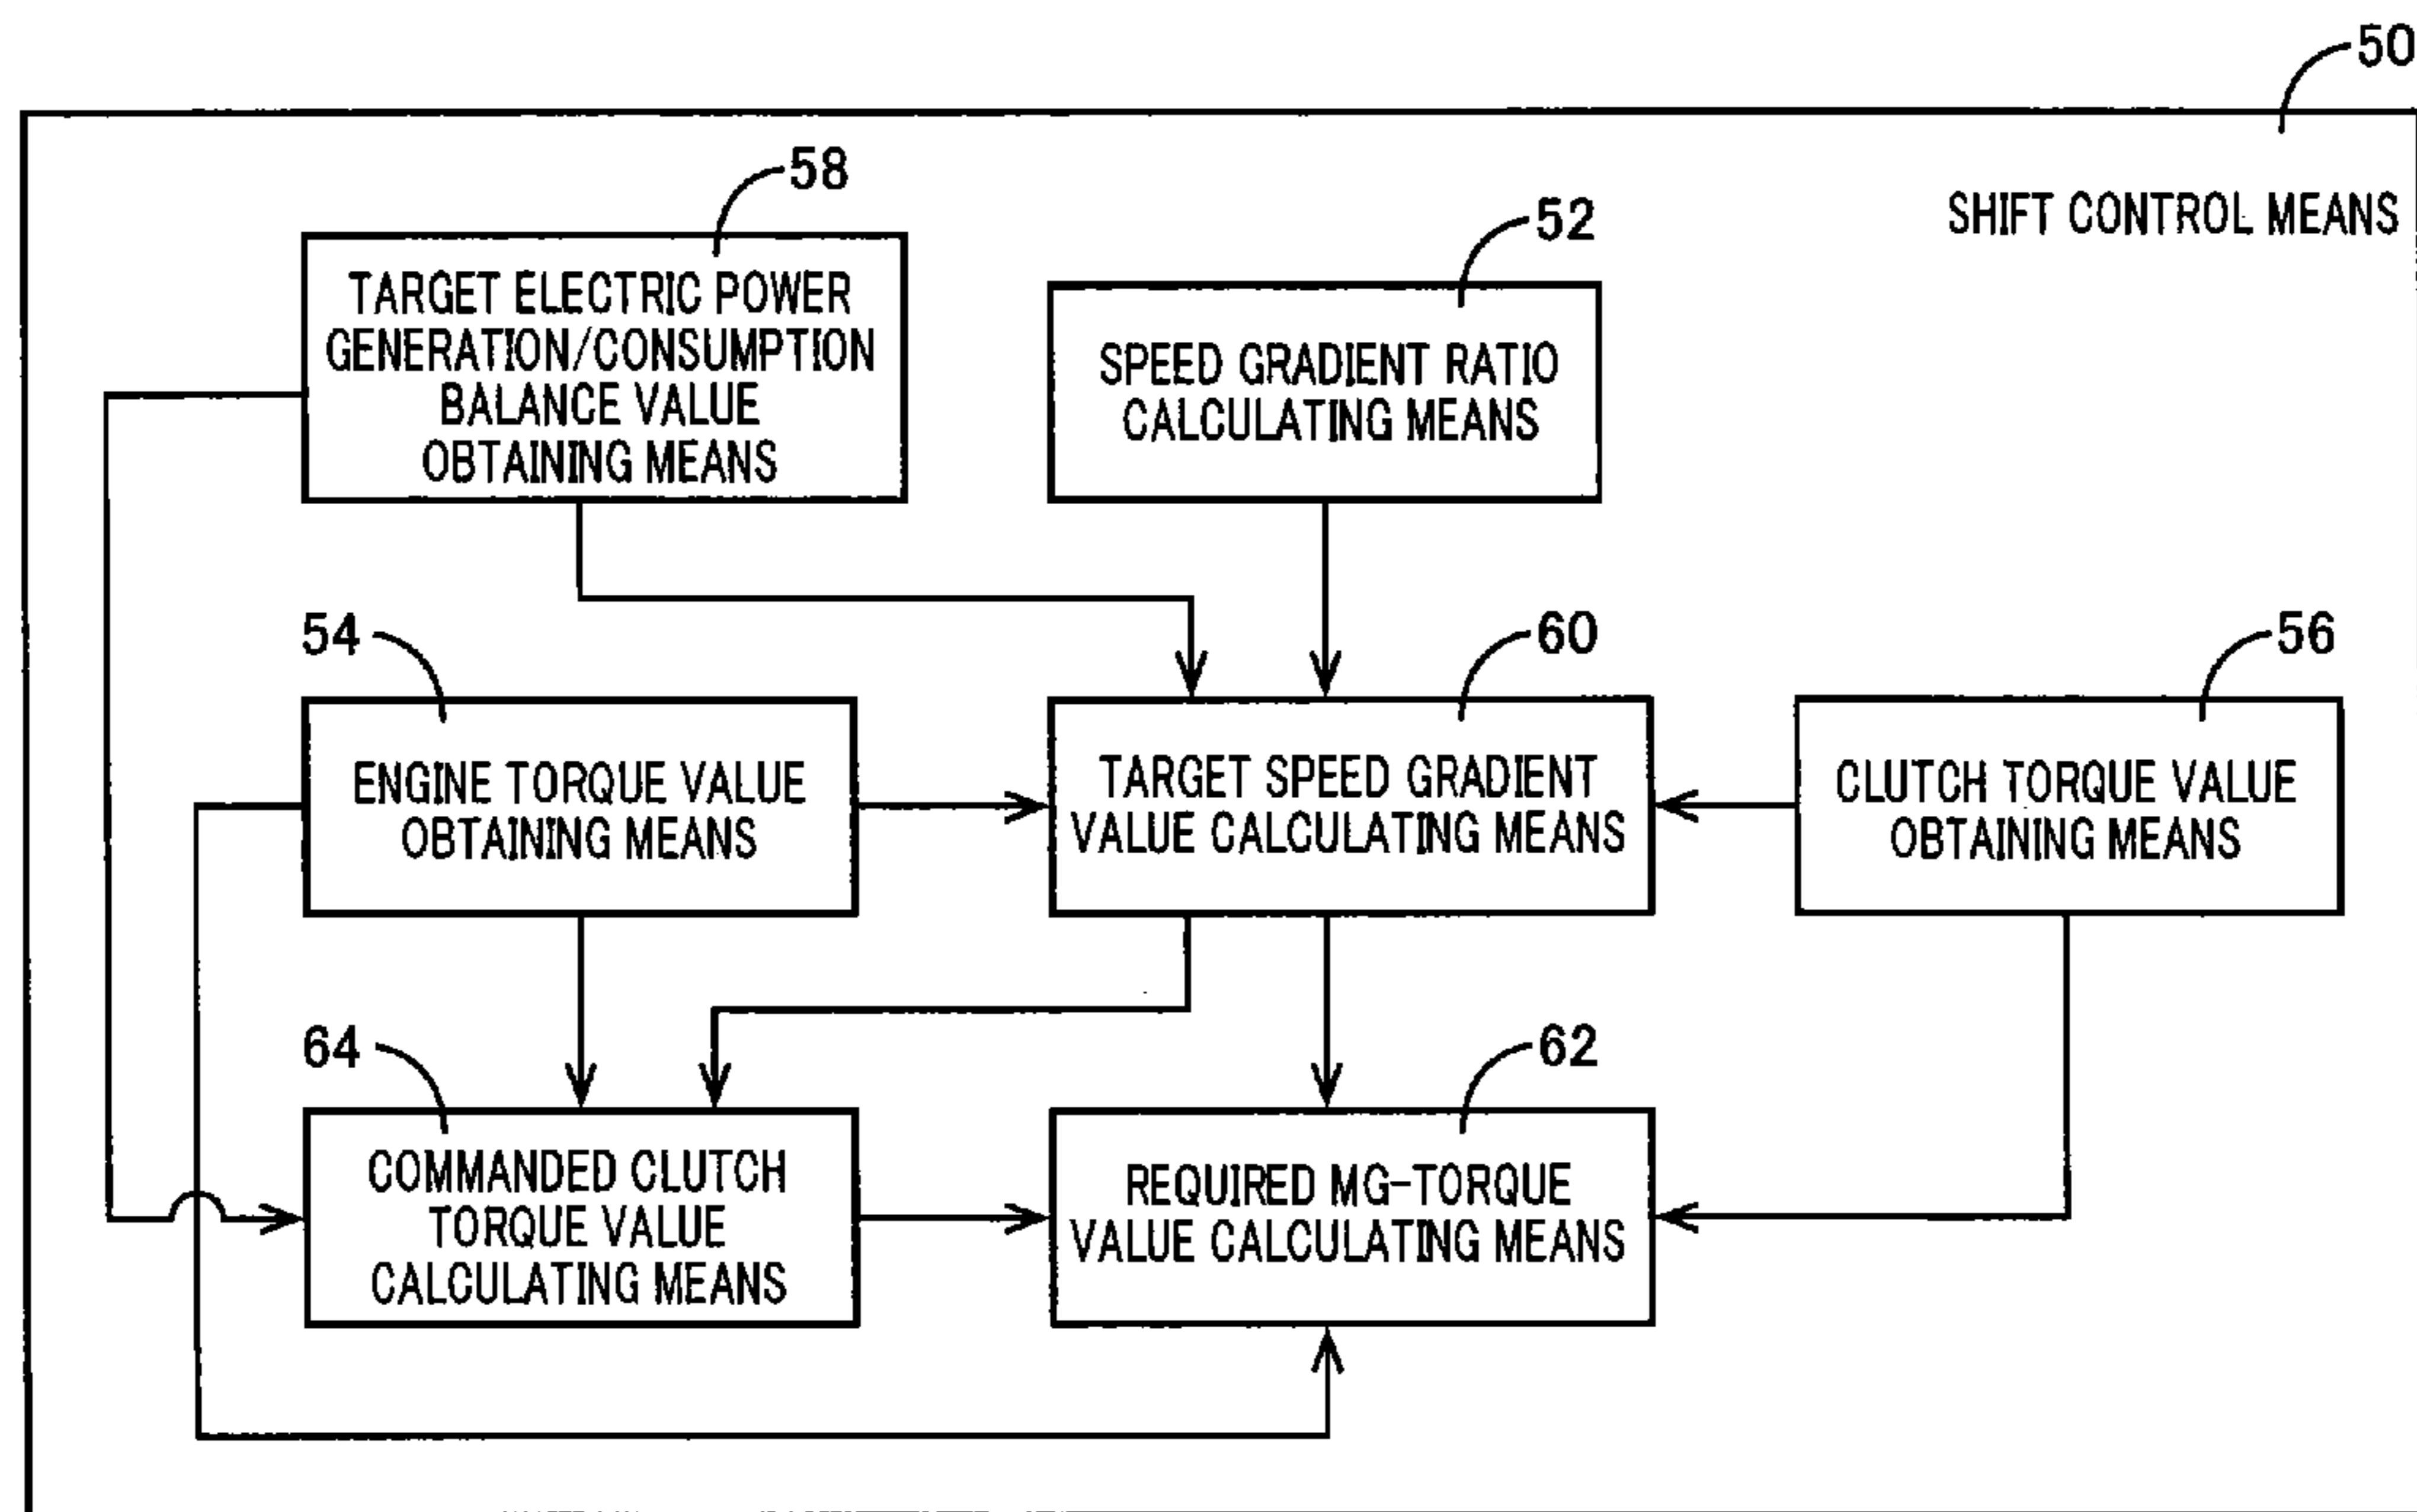 50
SHIFT CONTROL MEANS
58
TARGET ELECTRIC POWER
GENERATION/CONSUMPTION
BALANCE VALUE
OBTAINING MEANS
52
SPEED GRADIENT RATIO
CALCULATING MEANS
54
ENGINE TORQUE VALUE
OBTAINING MEANS
60
TARGET SPEED GRADIENT
VALUE CALCULATING MEANS
56
CLUTCH TORQUE VALUE
OBTAINING MEANS
64
COMMANDED CLUTCH
TORQUE VALUE
CALCULATING MEANS
62
REQUIRED MG-TORQUE
VALUE CALCULATING MEANS